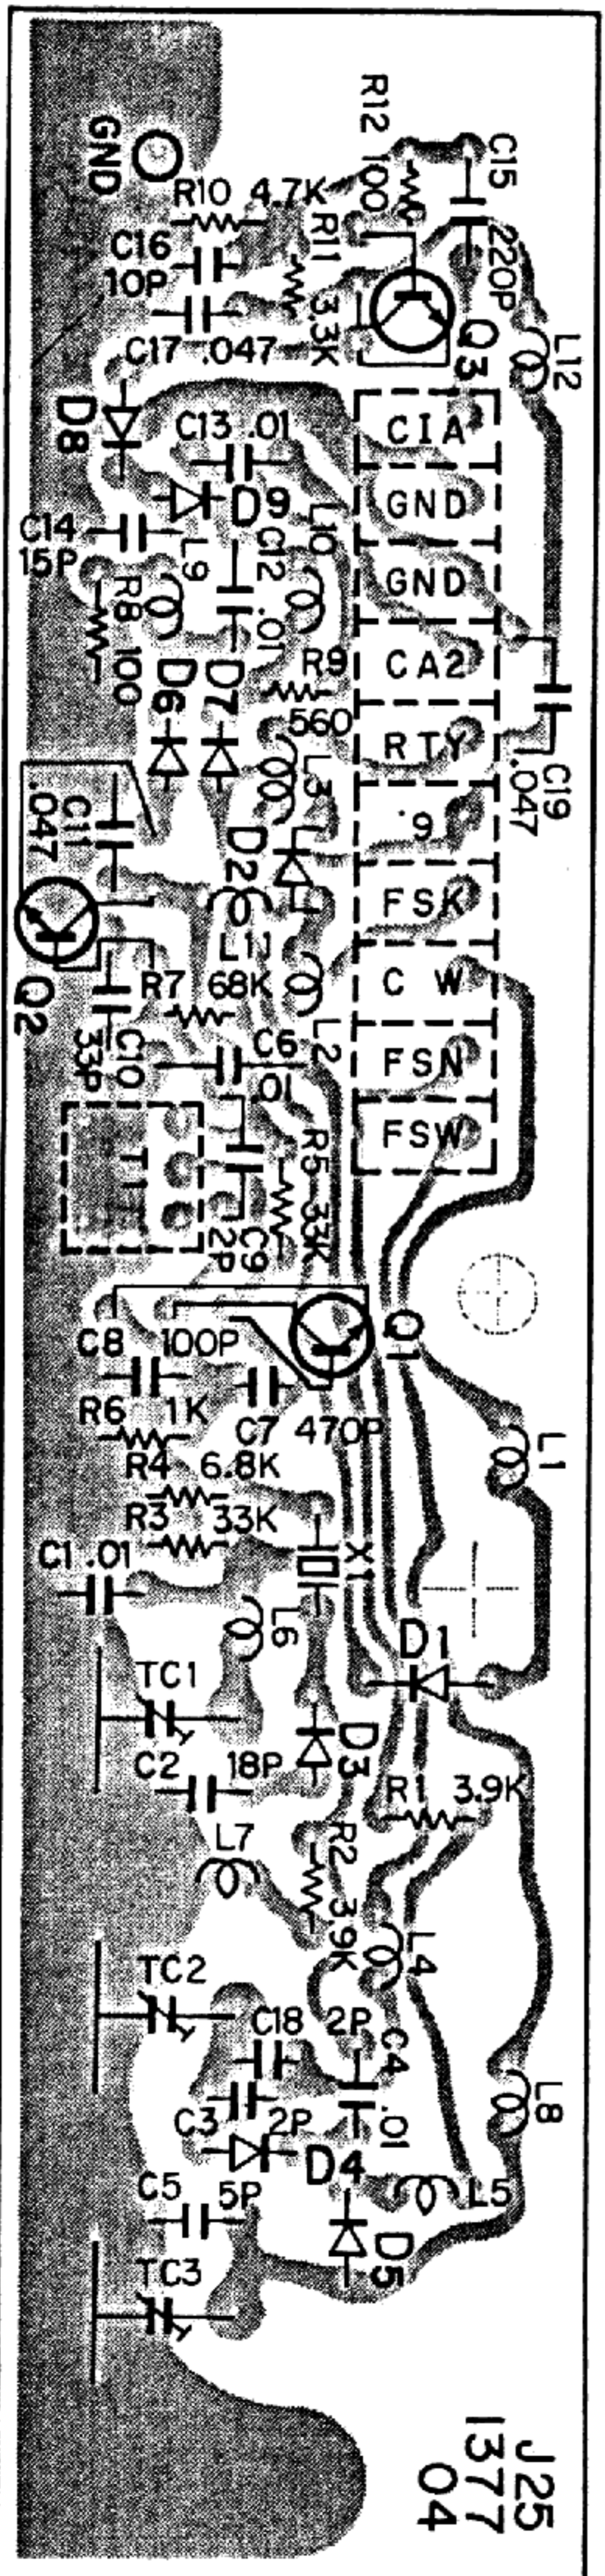 GND
R12 100
C15
220P
R10 4.7K
R11
3.3K
C16
10P
C17 .047
Q3
L12
D8
C13 .01
CIA
D9
GND
C14
15P
L9
C12
.01
L10
GND
R8
100
R9
560
CA2
D6
D7
L3
RTY
C19
.047
C11
.047
D2
9
FSK
L11
Q2
R7 68K
C W
C10
33P
C6
.01
L2
FSN
FSW
T1
R5 33K
C9
2P
Q1
C8 100P
R6 1K
C7 470P
L1
R4 6.8K
R3 33K
C1 .01
X1
L6
D1
TC1
D3
C2 18P
R1 3.9K
L7
R2
3.9K
L4
TC2
C18 2P
C4
.01
C3 2P
L8
D4
C5 5P
L5
D5
TC3
J25
1377
04